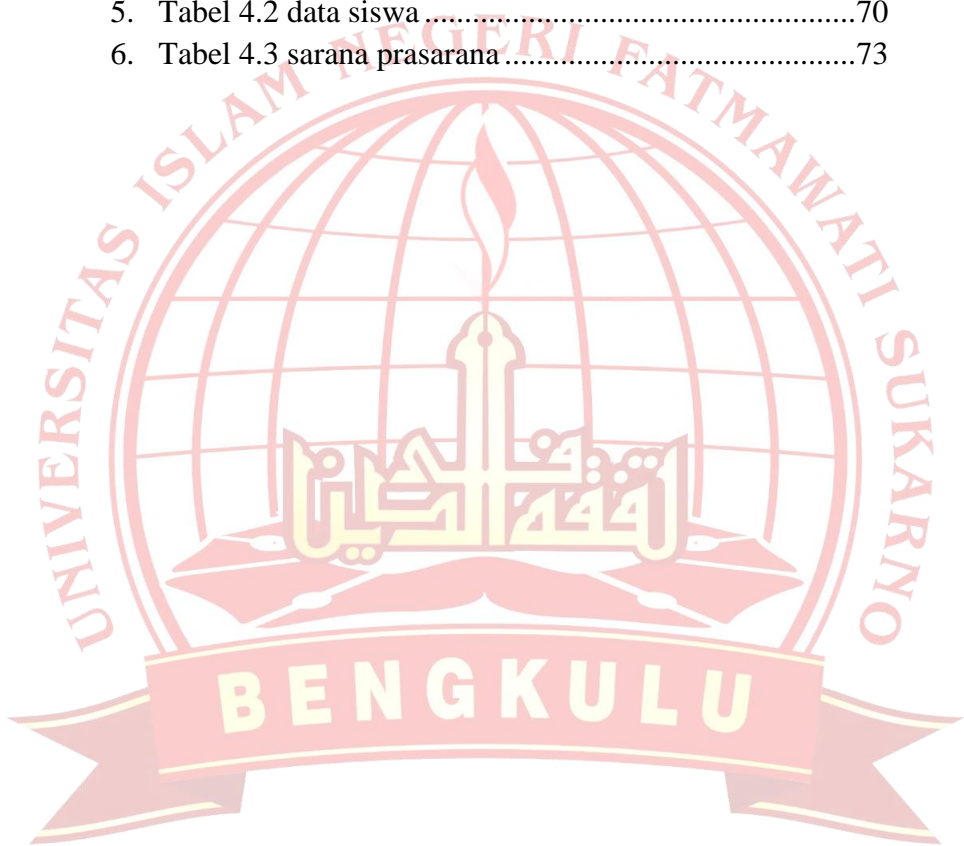 5. Tabel 4.2 data siswa.....................................................70
6. Tabel 4.3 sarana prasarana...........................................73
UNIVERSITAS ISLAM NEGERI FATMAWATI SUKARNO
BENGKULU